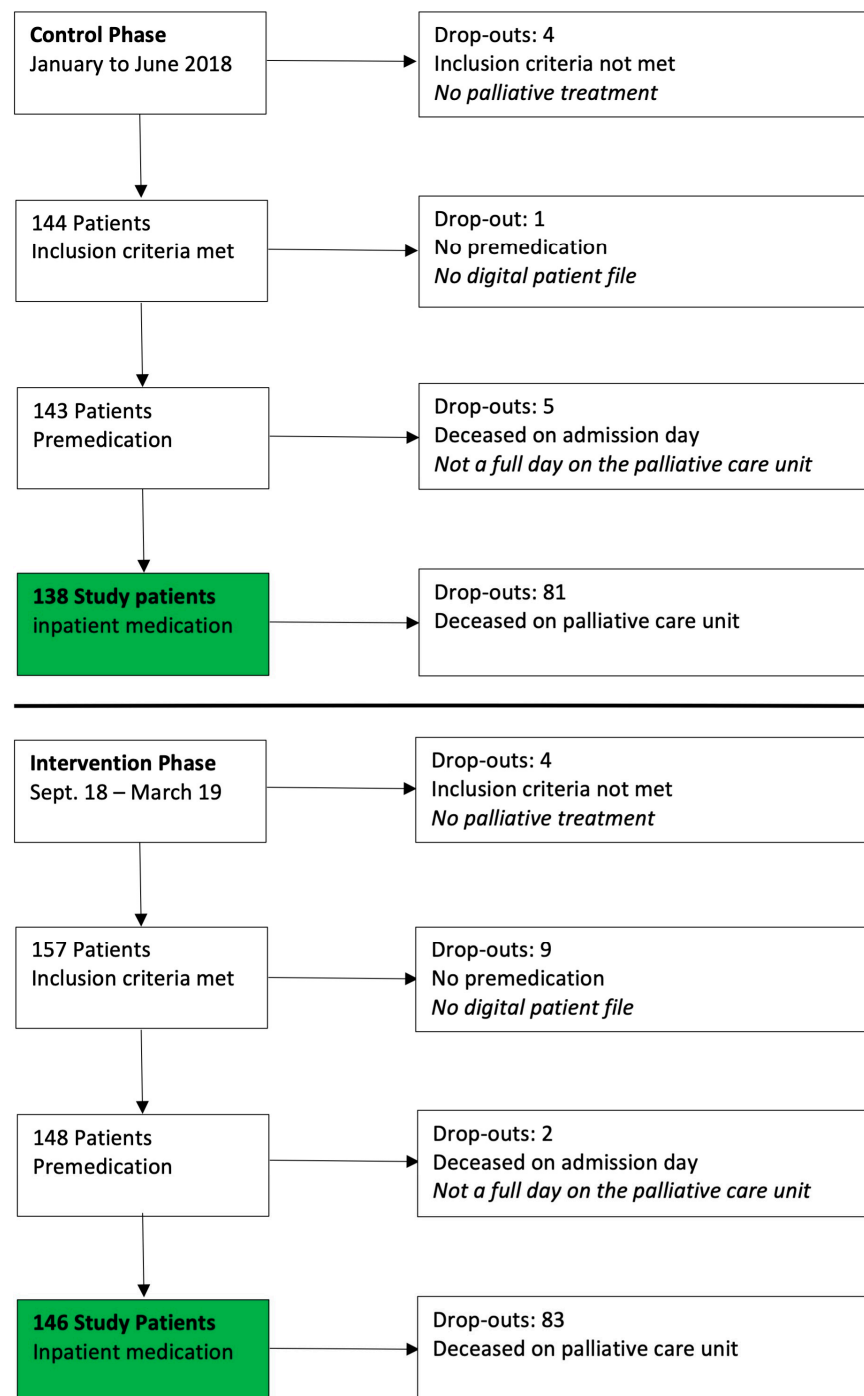 Control Phase
January to June 2018
Drop-outs: 4
Inclusion criteria not met
No palliative treatment
144 Patients
Inclusion criteria met
Drop-out: 1
No premedication
No digital patient file
143 Patients
Premedication
Drop-outs: 5
Deceased on admission day
Not a full day on the palliative care unit
138 Study patients
inpatient medication
Drop-outs: 81
Deceased on palliative care unit
Intervention Phase
Sept. 18 – March 19
Drop-outs: 4
Inclusion criteria not met
No palliative treatment
157 Patients
Inclusion criteria met
Drop-outs: 9
No premedication
No digital patient file
148 Patients
Premedication
Drop-outs: 2
Deceased on admission day
Not a full day on the palliative care unit
146 Study Patients
Inpatient medication
Drop-outs: 83
Deceased on palliative care unit